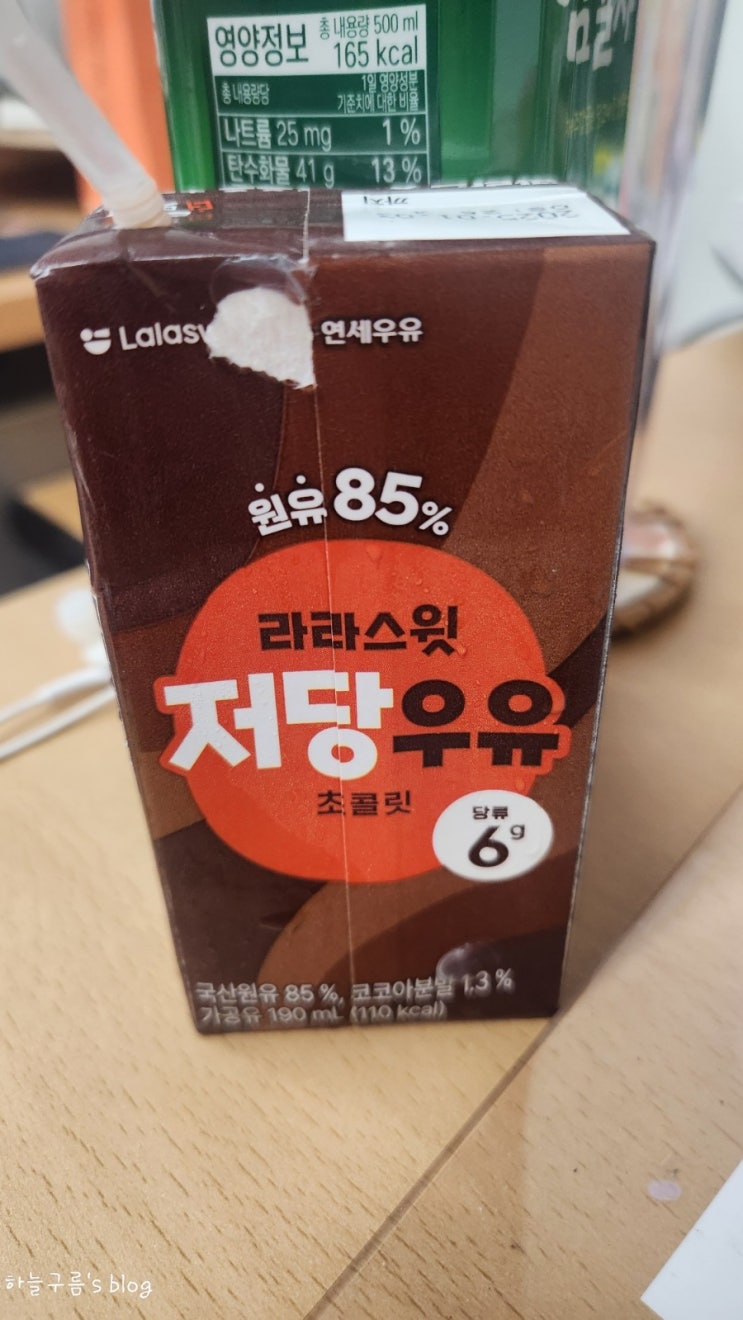 영양정보 총 내용량 500 ml
165 kcal
총 내용량당 1일 영양성분
기준치에 대한 비율
나트륨 25 mg 1 %
탄수화물 41 g 13 %
까지
Lalasw
연세우유
원유 85%
라라스윗
저당우유
초콜릿
당류
6g
국산원유 85 %, 코코아분말 1.3 %
가공유 190 mL (110 kcal)
하늘구름's blog